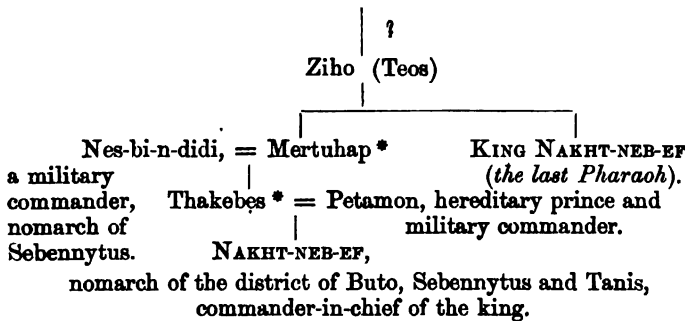 ?
Ziho (Teos)
Nes-bi-n-didi, = Mertuhap * King Nakht-neb-ef
a military (the last Pharaoh).
commander, Thakebes * = Petamon, hereditary prince and
nomarch of military commander.
Sebennytus. Nakht-neb-ef,
nomarch of the district of Buto, Sebennytus and Tanis,
commander-in-chief of the king.